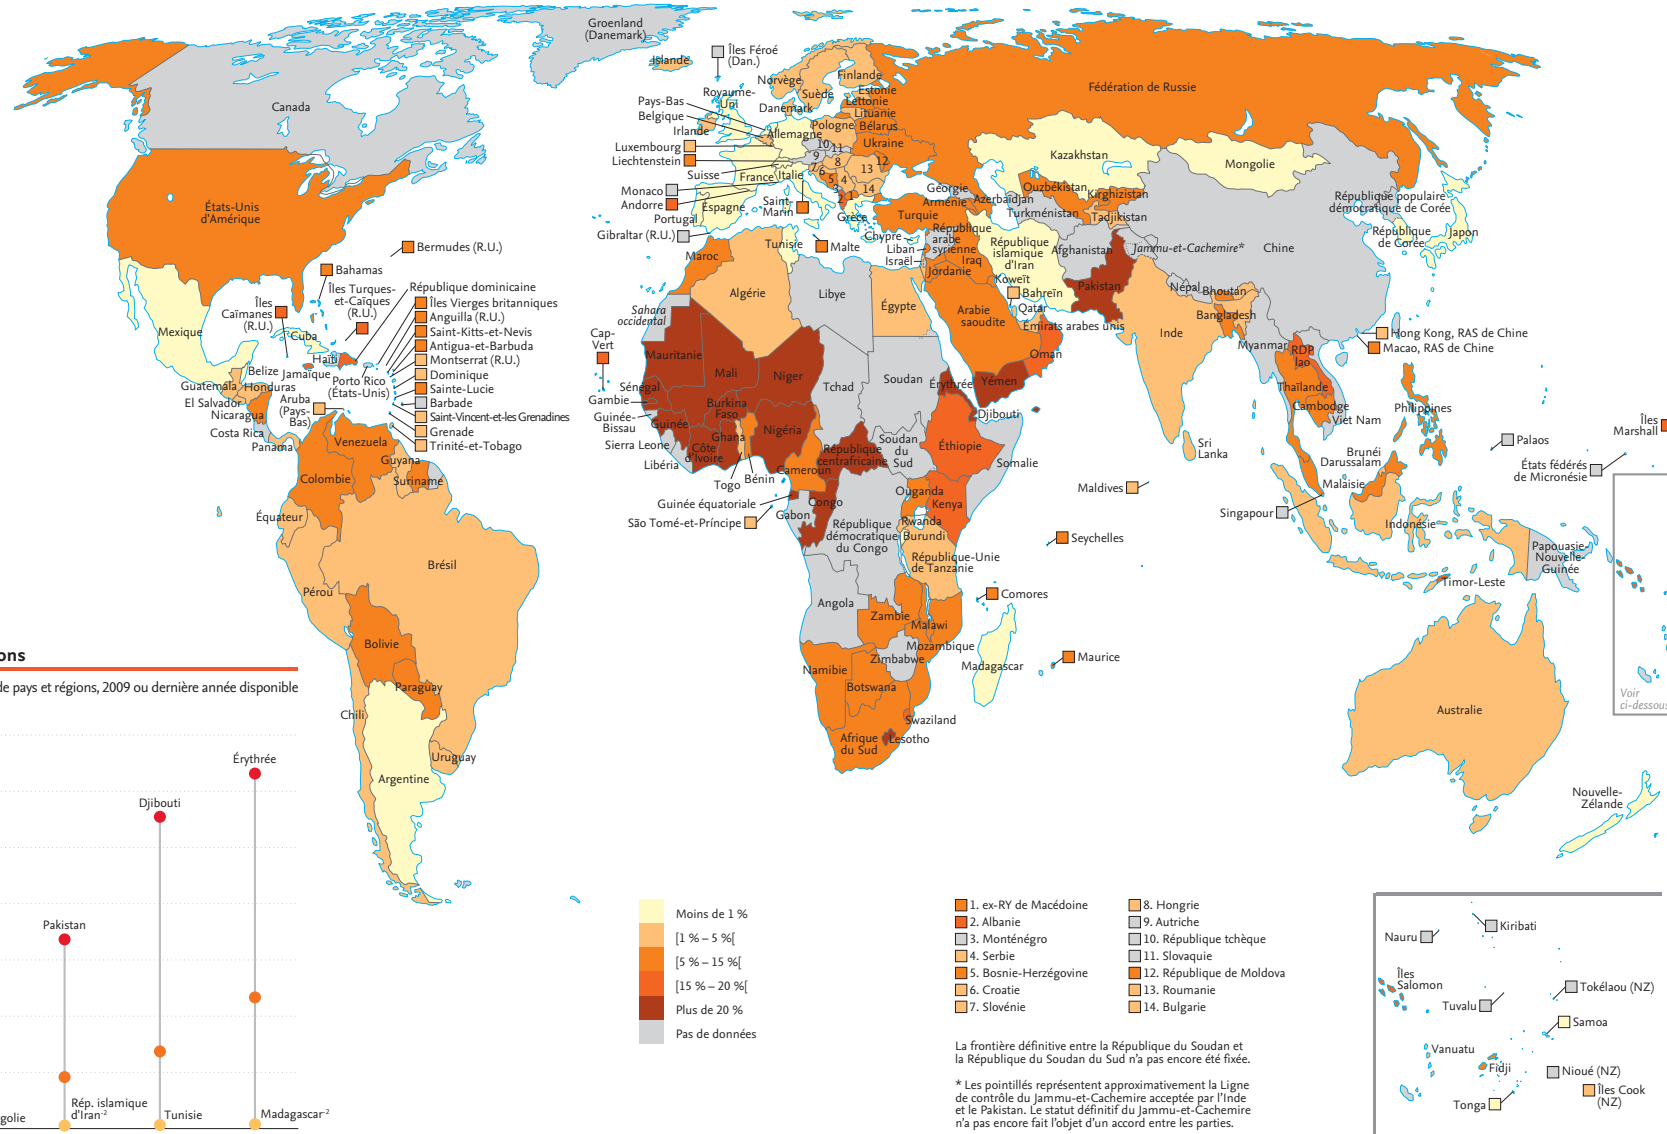 Groenland
(Danemark)
Îles Féroé
(Dan.)
Islande
Norvège
Finlande
Suède
Estonie
Lettonie
Lituanie
Bélarus
Ukraine
Fédération de Russie
Canada
Royaume-
Uni
Danemark
Pays-Bas
Belgique
Irlande
Allemagne
Pologne
Luxembourg
Liechtenstein
Suisse
France
Italie
Monaco
Andorre
Portugal
Espagne
Saint-
Marin
Grèce
Gibraltar (R.U.)
10
11
9
8
7
6
5
4
3
2
1
12
13
14
Kazakhstan
Mongolie
Géorgie
Arménie
Azerbaïdjan
Ouzbékistan
Kirghizistan
Turkménistan
Tadjikistan
République populaire
démocratique de Corée
République
de Corée
Japon
États-Unis
d'Amérique
Turquie
Chypre
Liban
Israël
République
arabe
syrienne
Iraq
Jordanie
République
islamique
d'Iran
Afghanistan
Jammu-et-Cachemire*
Chine
Tunisie
Malte
Maroc
Algérie
Libye
Égypte
Koweït
Bahreïn
Qatar
Émirats arabes unis
Arabie
saoudite
Oman
Yémen
Pakistan
Népal
Bhoutan
Bangladesh
Inde
Myanmar
RDP
lao
Thaïlande
Cambodge
Viet Nam
Hong Kong, RAS de Chine
Macao, RAS de Chine
Philippines
Bermudes (R.U.)
Bahamas
Îles Turques-
et-Caïques
(R.U.)
République dominicaine
Îles Vierges britanniques
Anguilla (R.U.)
Saint-Kitts-et-Nevis
Antigua-et-Barbuda
Montserrat (R.U.)
Dominique
Sainte-Lucie
Barbade
Saint-Vincent-et-les Grenadines
Grenade
Trinité-et-Tobago
Îles
Caïmanes
(R.U.)
Mexique
Cuba
Haïti
Belize
Jamaïque
Porto Rico
(États-Unis)
Guatemala
Honduras
El Salvador
Nicaragua
Aruba
(Pays-
Bas)
Costa Rica
Panama
Venezuela
Guyana
Suriname
Colombie
Équateur
Pérou
Brésil
Bolivie
Paraguay
Chili
Uruguay
Argentine
Sahara
occidental
Cap-
Vert
Mauritanie
Mali
Niger
Tchad
Soudan
Érythrée
Djibouti
Sénégal
Gambie
Guinée-
Bissau
Guinée
Sierra Leone
Libéria
Burkina
Faso
Ghana
Côte
d'Ivoire
Togo
Bénin
Nigéria
Cameroun
République
centrafricaine
Soudan
du
Sud
Éthiopie
Somalie
Guinée équatoriale
São Tomé-et-Príncipe
Gabon
Congo
République
démocratique
du Congo
Ouganda
Kenya
Rwanda
Burundi
République-Unie
de Tanzanie
Angola
Zambie
Malawi
Mozambique
Zimbabwe
Namibie
Botswana
Swaziland
Lesotho
Afrique
du Sud
Madagascar
Comores
Seychelles
Maurice
Maldives
Sri
Lanka
Brunéi
Darussalam
Malaisie
Singapour
Indonésie
Timor-Leste
Papouasie-
Nouvelle-
Guinée
Palaos
États fédérés
de Micronésie
Îles
Marshall
Australie
Nouvelle-
Zélande
Voir
ci-dessous
ons
de pays et régions, 2009 ou dernière année disponible
Érythrée
Djibouti
Pakistan
golie
Rép. islamique
d'Iran-2
Tunisie
Madagascar-2
Moins de 1 %
[1 % – 5 %[
[5 % – 15 %[
[15 % – 20 %[
Plus de 20 %
Pas de données
1. ex-RY de Macédoine
2. Albanie
3. Monténégro
4. Serbie
5. Bosnie-Herzégovine
6. Croatie
7. Slovénie
8. Hongrie
9. Autriche
10. République tchèque
11. Slovaquie
12. République de Moldova
13. Roumanie
14. Bulgarie
La frontière définitive entre la République du Soudan et
la République du Soudan du Sud n'a pas encore été fixée.
* Les pointillés représentent approximativement la Ligne
de contrôle du Jammu-et-Cachemire acceptée par l'Inde
et le Pakistan. Le statut définitif du Jammu-et-Cachemire
n'a pas encore fait l'objet d'un accord entre les parties.
Nauru
Kiribati
Îles
Salomon
Tuvalu
Tokélaou (NZ)
Samoa
Vanuatu
Fidji
Nioué (NZ)
Îles Cook
(NZ)
Tonga